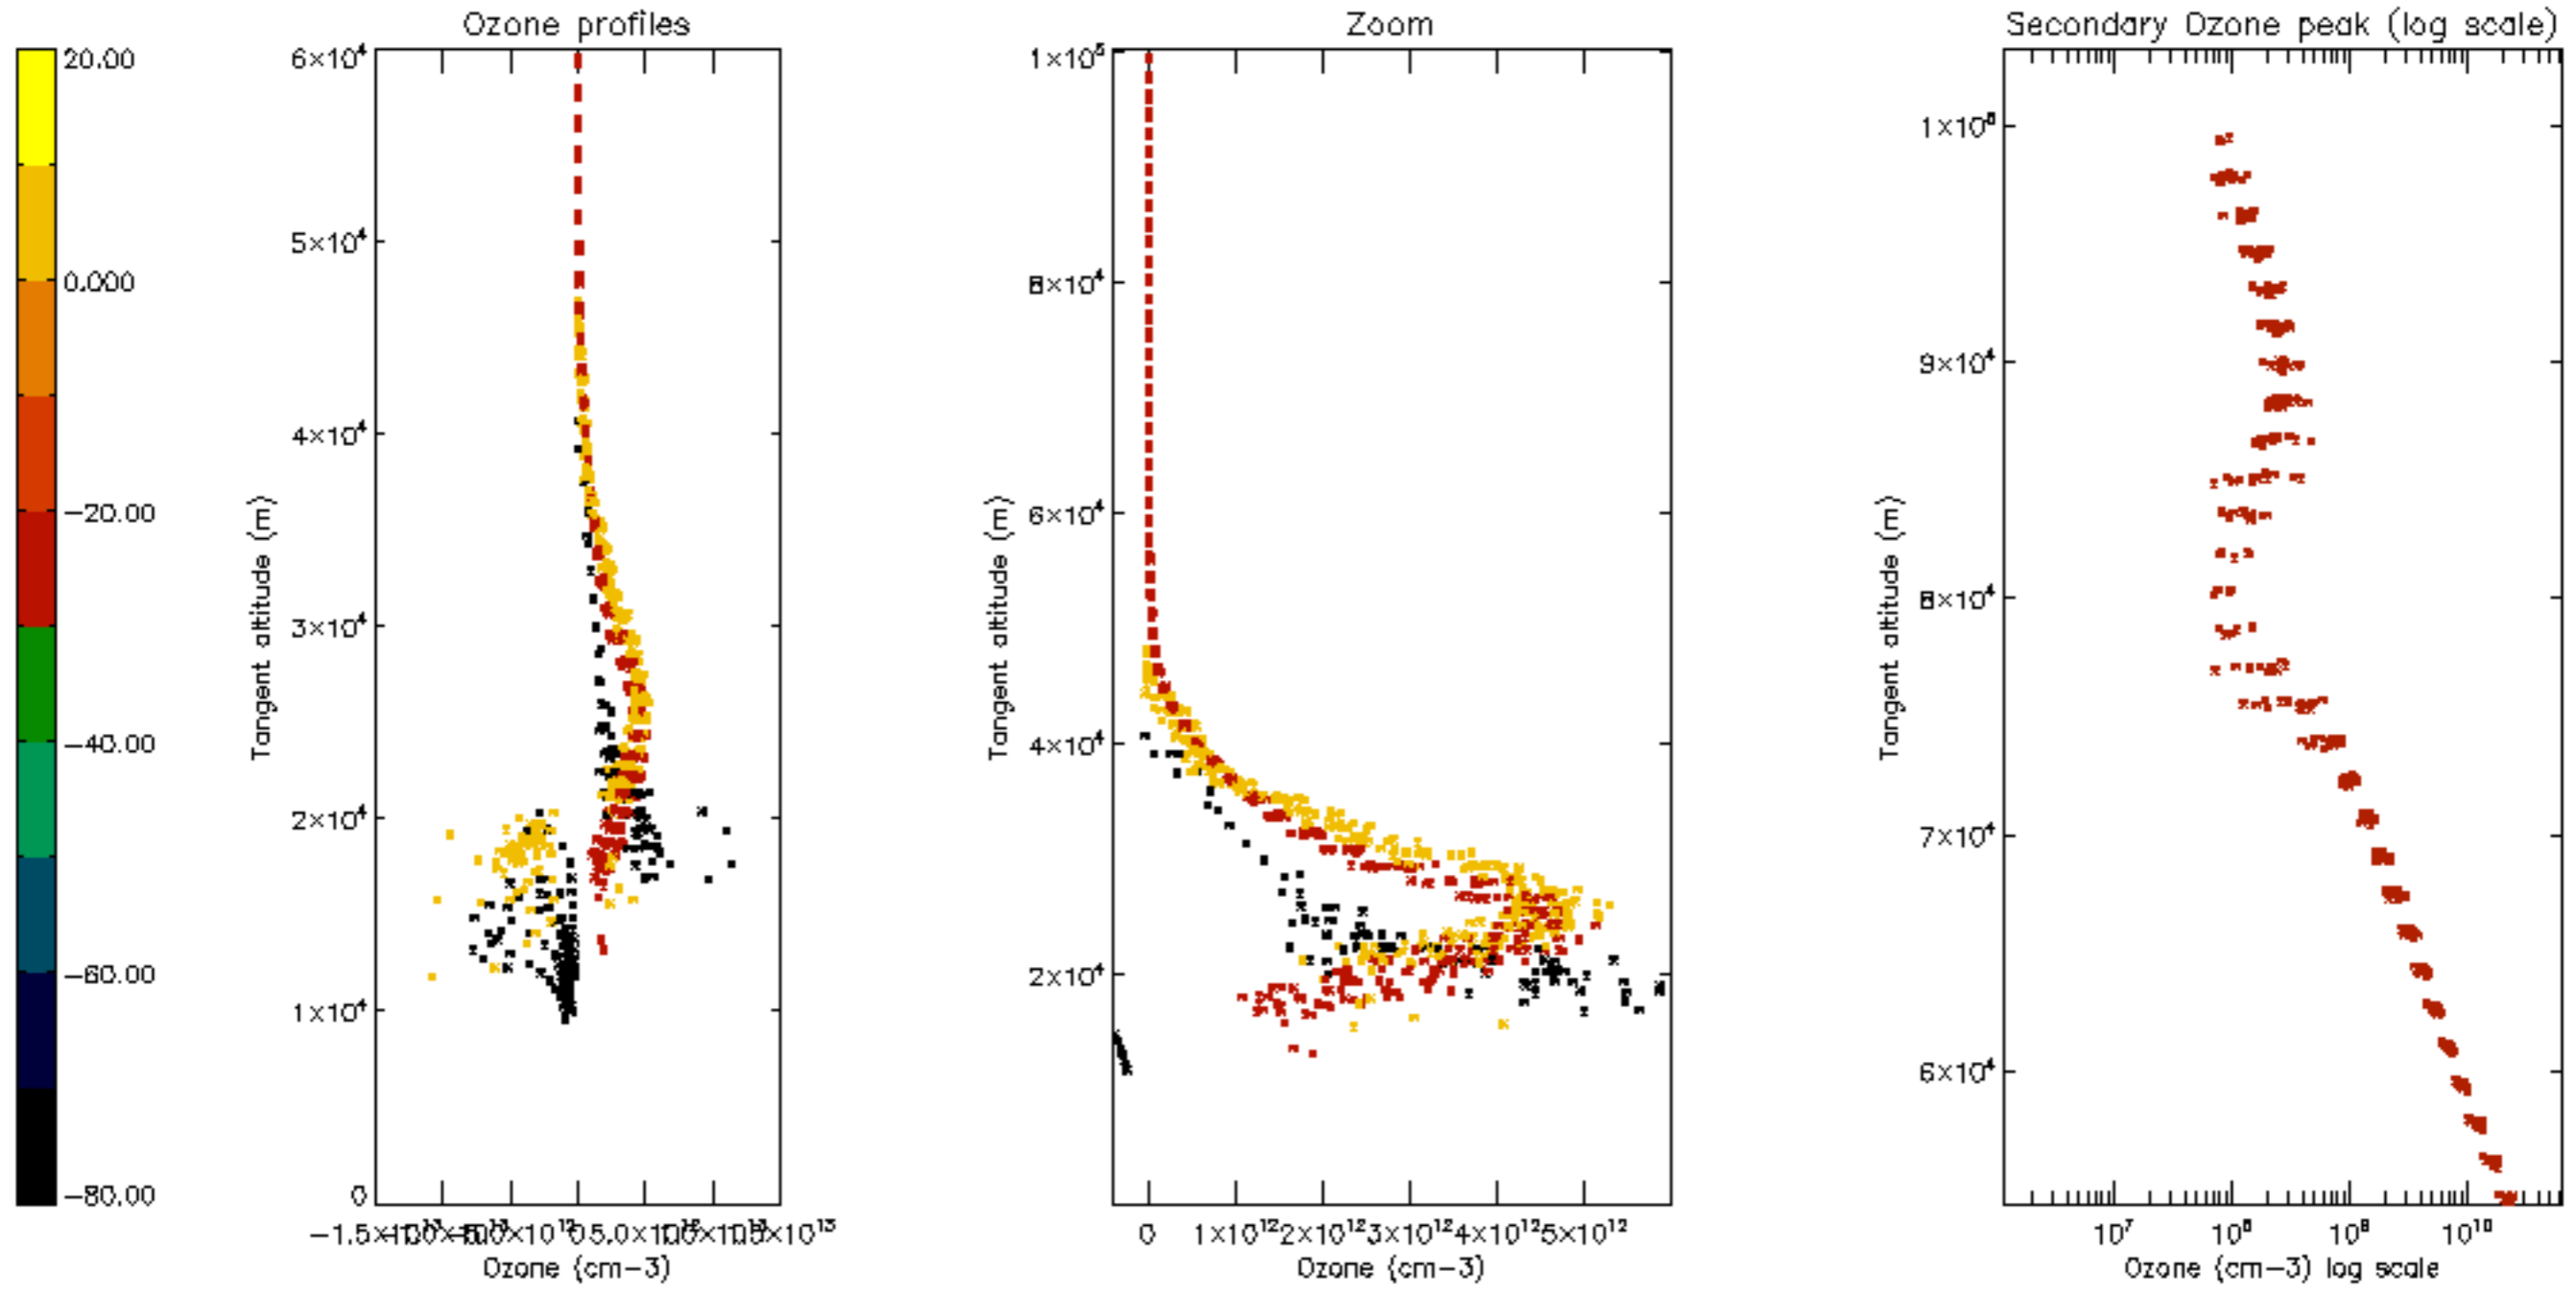 20.00
0.000
−20.00
−40.00
−60.00
−80.00
Ozone profiles
6×10⁴
5×10⁴
4×10⁴
3×10⁴
2×10⁴
1×10⁴
0
Tangent altitude (m)
Ozone (cm−3)
Zoom
1×10⁵
8×10⁴
6×10⁴
4×10⁴
2×10⁴
Tangent altitude (m)
0 1×10¹² 2×10¹² 3×10¹² 4×10¹² 5×10¹²
Ozone (cm−3)
Secondary Ozone peak (log scale)
1×10⁵
9×10⁴
8×10⁴
7×10⁴
6×10⁴
Tangent altitude (m)
10⁷ 10⁸ 10⁹ 10¹⁰
Ozone (cm−3) log scale